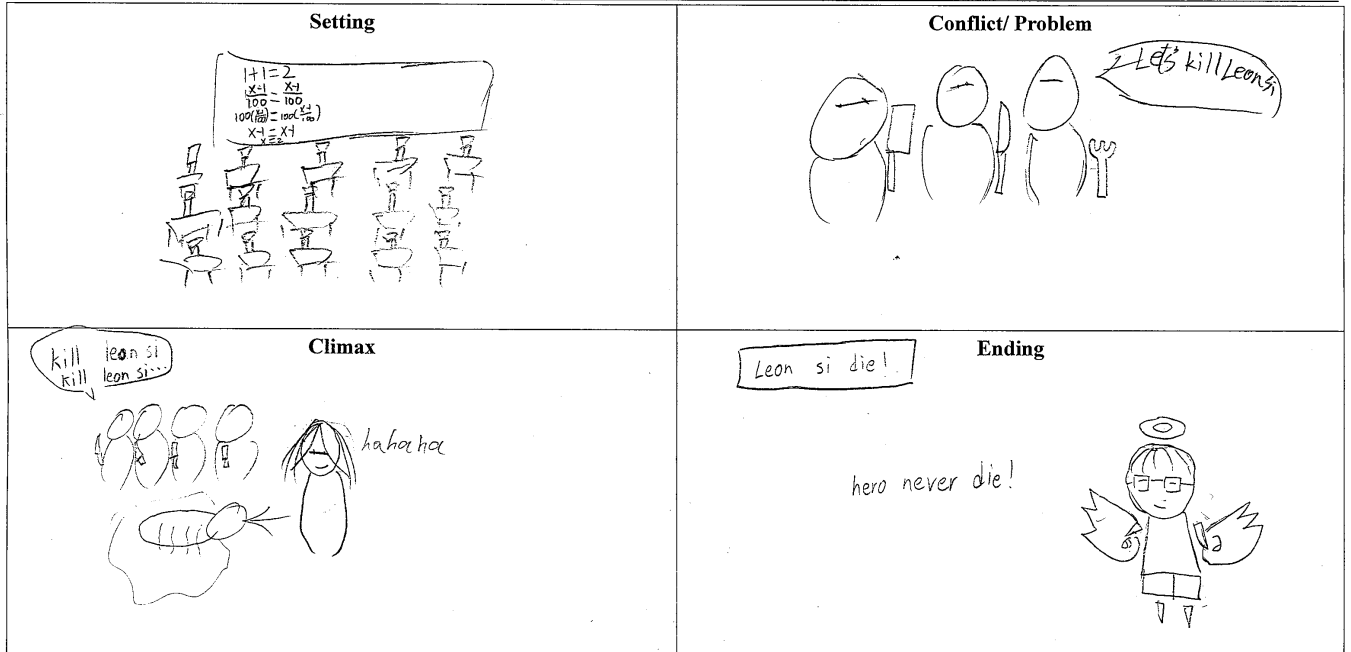 Setting
1+1=2
x-1/100 = x-1/100
100(x-1/100)=100(x-1/100)
x-1=x-1
x=2
Conflict/ Problem
Let's kill Leon si
Climax
kill leon si
kill leon si...
hahaha
Ending
Leon si die!
hero never die!